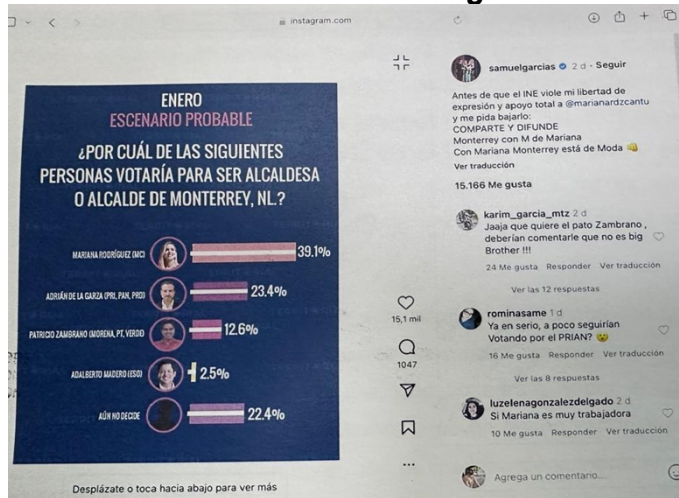 instagram.com
ENERO
ESCENARIO PROBABLE
¿POR CUÁL DE LAS SIGUIENTES
PERSONAS VOTARÍA PARA SER ALCALDESA
O ALCALDE DE MONTERREY, NL.?
MARIANA RODRÍGUEZ (MC)
39.1%
ADRIÁN DE LA GARZA (PRI, PAN, PRD)
23.4%
PATRICIO ZAMBRANO (MORENA, PT, VERDE)
12.6%
ADALBERTO MADERO (ESO)
2.5%
AÚN NO DECIDE
22.4%
Desplázate o toca hacia abajo para ver más
15,1 mil
1047
samuelgarcias 2 d - Seguir
Antes de que el INE viole mi libertad de
expresión y apoyo total a @marianardzcantu
y me pida bajarlo:
COMPARTE Y DIFUNDE
Monterrey con M de Mariana
Con Mariana Monterrey está de Moda
Ver traducción
15.166 Me gusta
karim_garcia_mtz 2 d
Jaaja que quiere el pato Zambrano ,
deberían comentarle que no es big
Brother !!!
24 Me gusta Responder Ver traducción
Ver las 12 respuestas
rominasame 1 d
Ya en serio, a poco seguirían
Votando por el PRIAN? 😯
16 Me gusta Responder Ver traducción
Ver las 8 respuestas
luzelenagonzalezdelgado 2 d
Si Mariana es muy trabajadora
10 Me gusta Responder Ver traducción
Agrega un comentario...